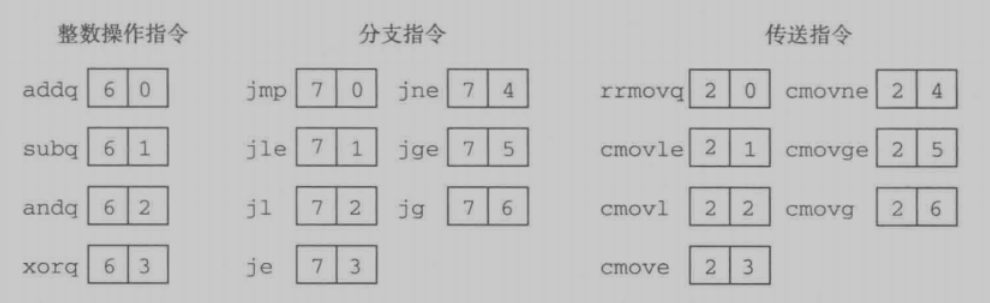 整数操作指令 分支指令 传送指令
addq 6 0 jmp 7 0 jne 7 4 rrmovq 2 0 cmovne 2 4
subq 6 1 jle 7 1 jge 7 5 cmovle 2 1 cmovge 2 5
andq 6 2 jl 7 2 jg 7 6 cmovl 2 2 cmovg 2 6
xorq 6 3 je 7 3 cmove 2 3